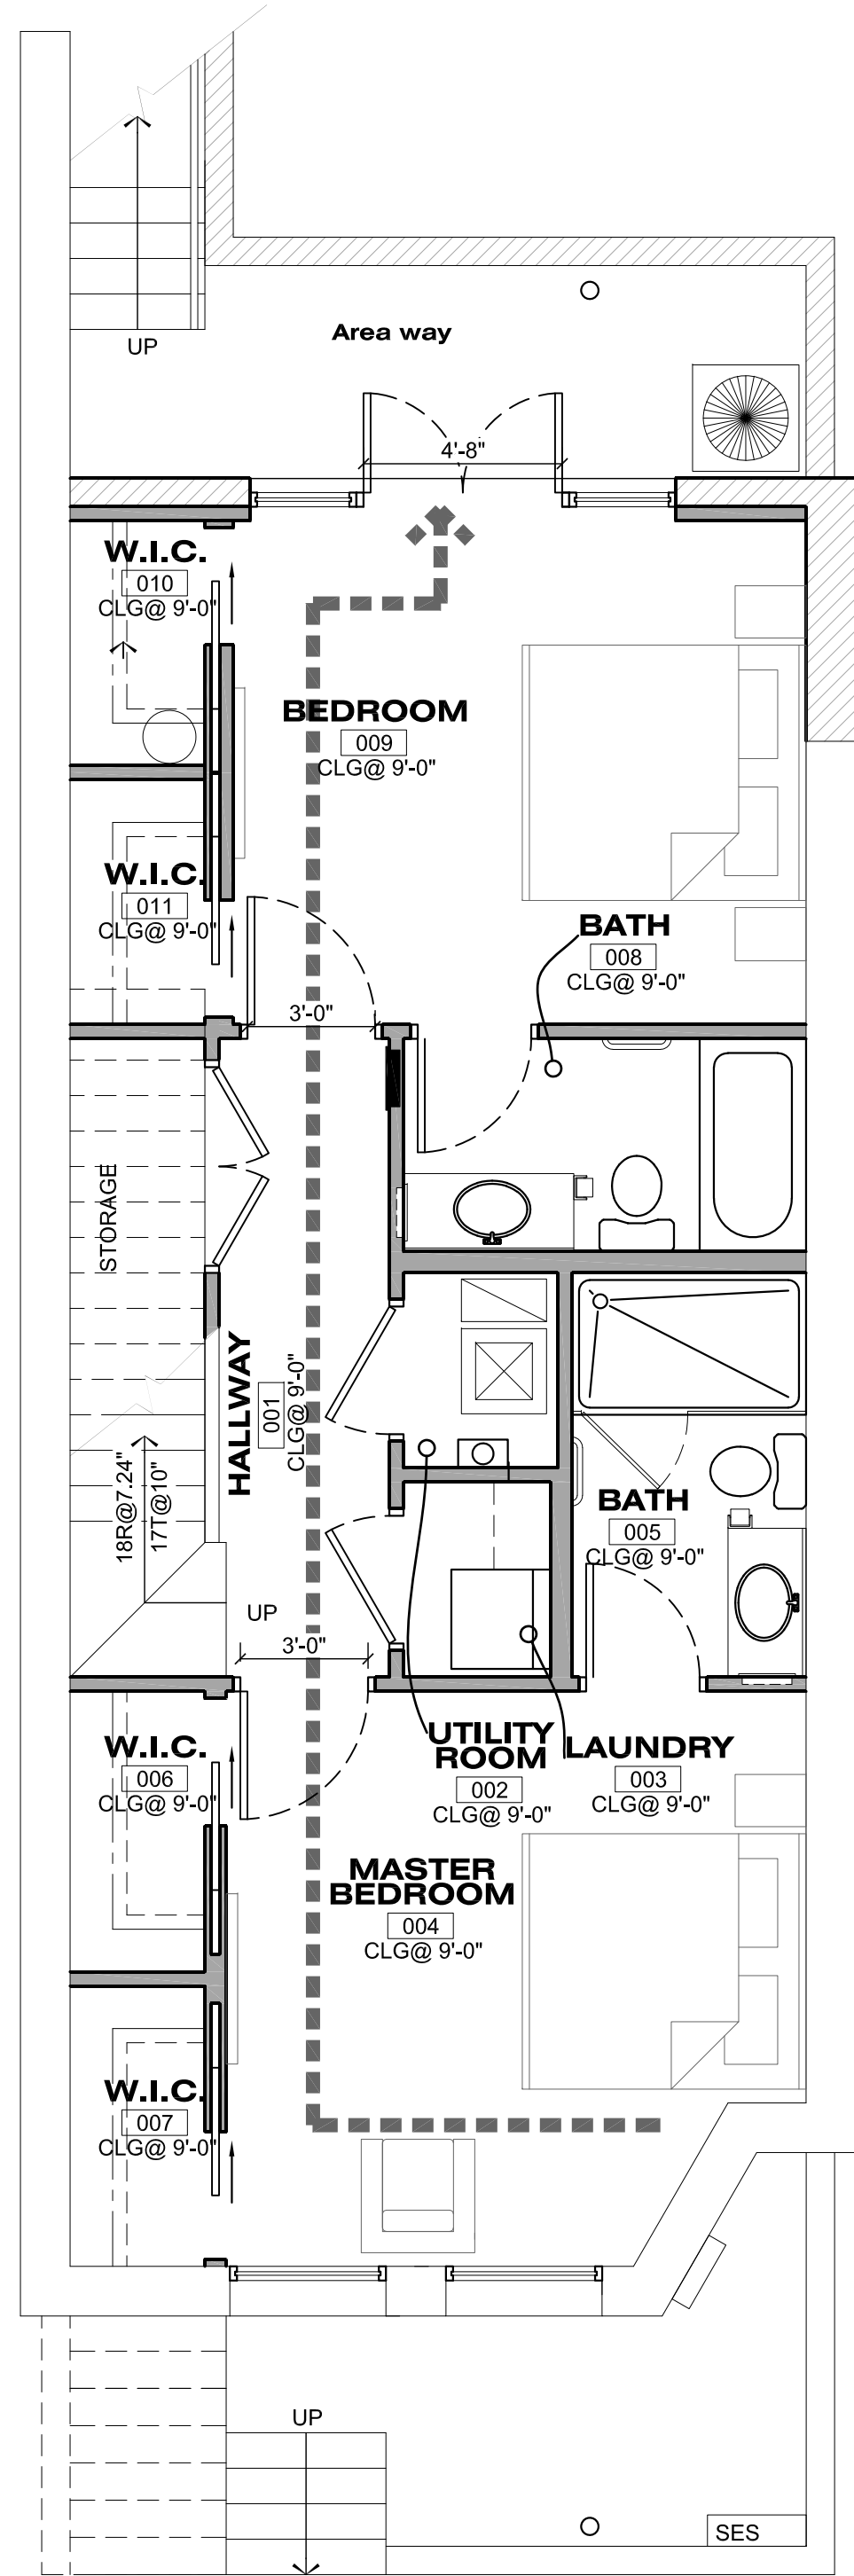 UP
Area way
4'-8"
W.I.C.
010
CLG@ 9'-0"
BEDROOM
009
CLG@ 9'-0"
W.I.C.
011
CLG@ 9'-0"
BATH
008
CLG@ 9'-0"
3'-0"
STORAGE
HALLWAY
001
CLG@ 9'-0"
18R@7.24"
17T@10"
BATH
005
CLG@ 9'-0"
UP
3'-0"
W.I.C.
006
CLG@ 9'-0"
UTILITY
ROOM
002
CLG@ 9'-0"
LAUNDRY
003
CLG@ 9'-0"
MASTER
BEDROOM
004
CLG@ 9'-0"
W.I.C.
007
CLG@ 9'-0"
UP
SES